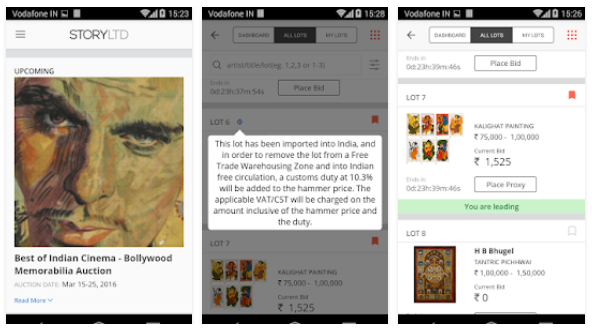 Vodafone IN 15:23
STORYLTD
UPCOMING
Best of Indian Cinema - Bollywood
Memorabilia Auction
AUCTION DATE: Mar 15-25, 2016
Read More
Vodafone IN 15:28
DASHBOARD ALL LOTS MY LOTS
artist/title/lot(eg. 1,2,3 or 1-3)
Ends in
0d:23h:37m:54s
Place Bid
LOT 6
This lot has been imported into India, and
in order to remove the lot from a Free
Trade Warehousing Zone and into Indian
free circulation, a customs duty at 10.3%
will be added to the hammer price. The
applicable VAT/CST will be charged on the
amount inclusive of the hammer price and
the duty.
LOT 7
KALIGHAT PAINTING
₹ 75,000 - 1,00,000
Current Bid
₹ 1,525
Vodafone IN 15:26
DASHBOARD ALL LOTS MY LOTS
Ends in
0d:23h:39m:46s
Place Bid
LOT 7
KALIGHAT PAINTING
₹ 75,000 - 1,00,000
Current Bid
₹ 1,525
Ends in
0d:23h:39m:46s
Place Proxy
You are leading
LOT 8
H B Bhugel
TANTRIC PICHHWAI
₹ 1,00,000 - 1,50,000
Current Bid
₹ 0